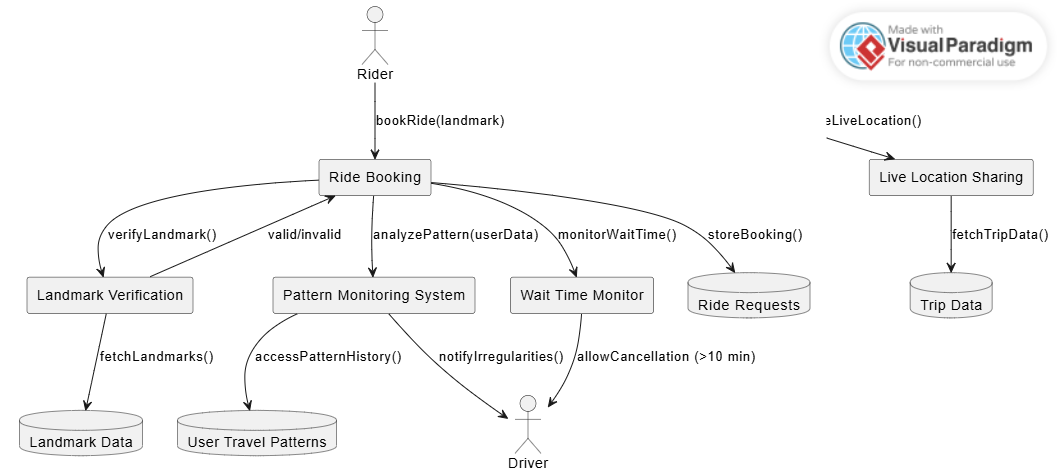 Made with
Visual Paradigm
For non-commercial use
Rider
bookRide(landmark)
eLiveLocation()
Ride Booking
Live Location Sharing
verifyLandmark()
valid/invalid
analyzePattern(userData)
monitorWaitTime()
storeBooking()
fetchTripData()
Landmark Verification
Pattern Monitoring System
Wait Time Monitor
Ride Requests
Trip Data
fetchLandmarks()
accessPatternHistory()
notifyIrregularities()
allowCancellation (>10 min)
Landmark Data
User Travel Patterns
Driver